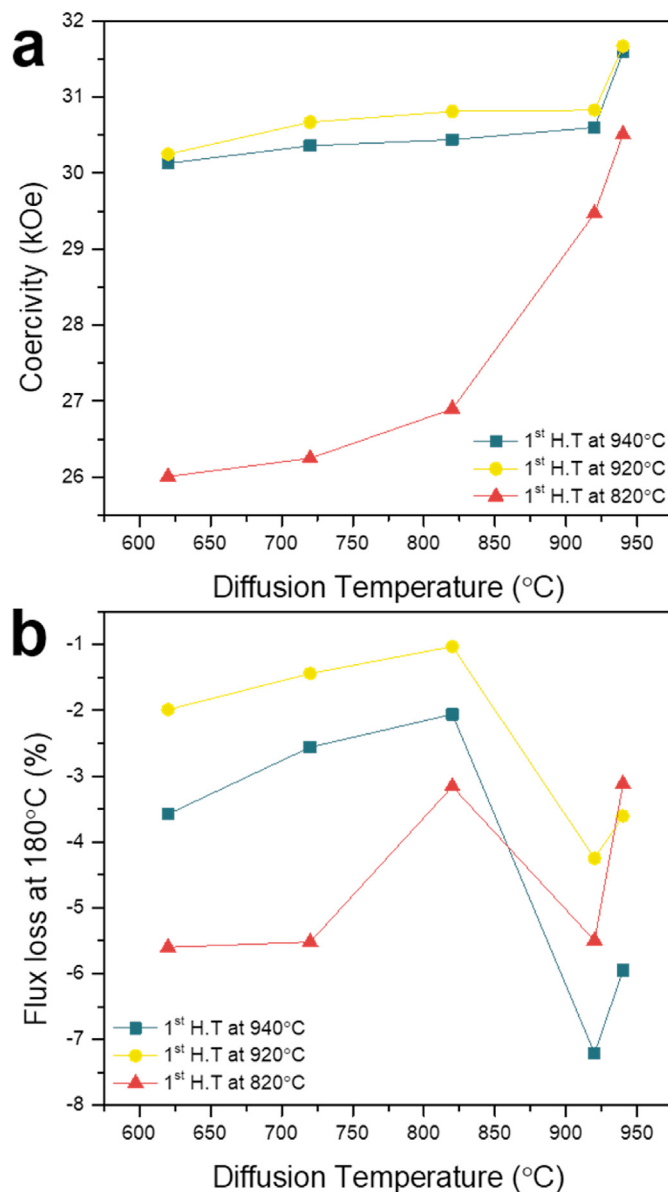 a
Coercivity (kOe)
32
31
30
29
28
27
26
1st H.T at 940°C
1st H.T at 920°C
1st H.T at 820°C
600 650 700 750 800 850 900 950
Diffusion Temperature (°C)
b
Flux loss at 180°C (%)
-1
-2
-3
-4
-5
-6
-7
-8
1st H.T at 940°C
1st H.T at 920°C
1st H.T at 820°C
600 650 700 750 800 850 900 950
Diffusion Temperature (°C)